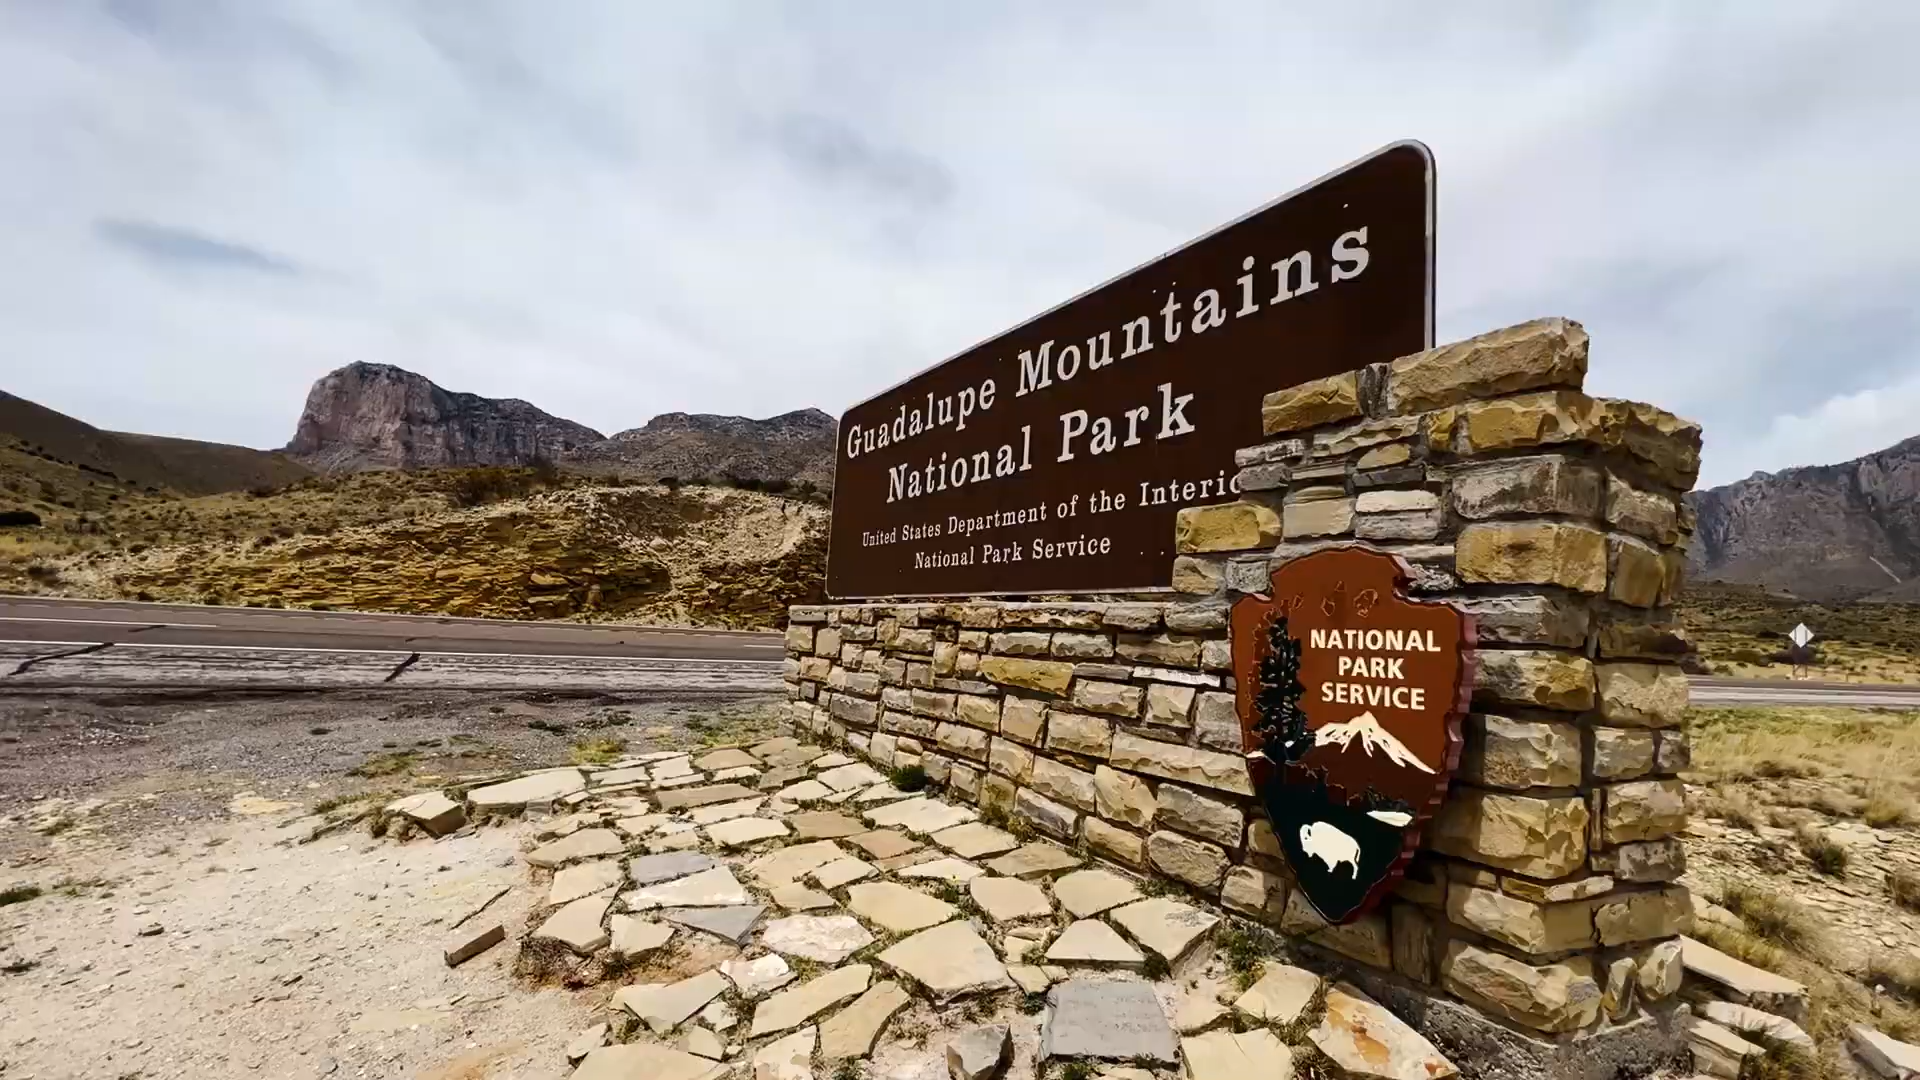 Guadalupe Mountains
National Park
United States Department of the Interio
National Park Service
NATIONAL
PARK
SERVICE